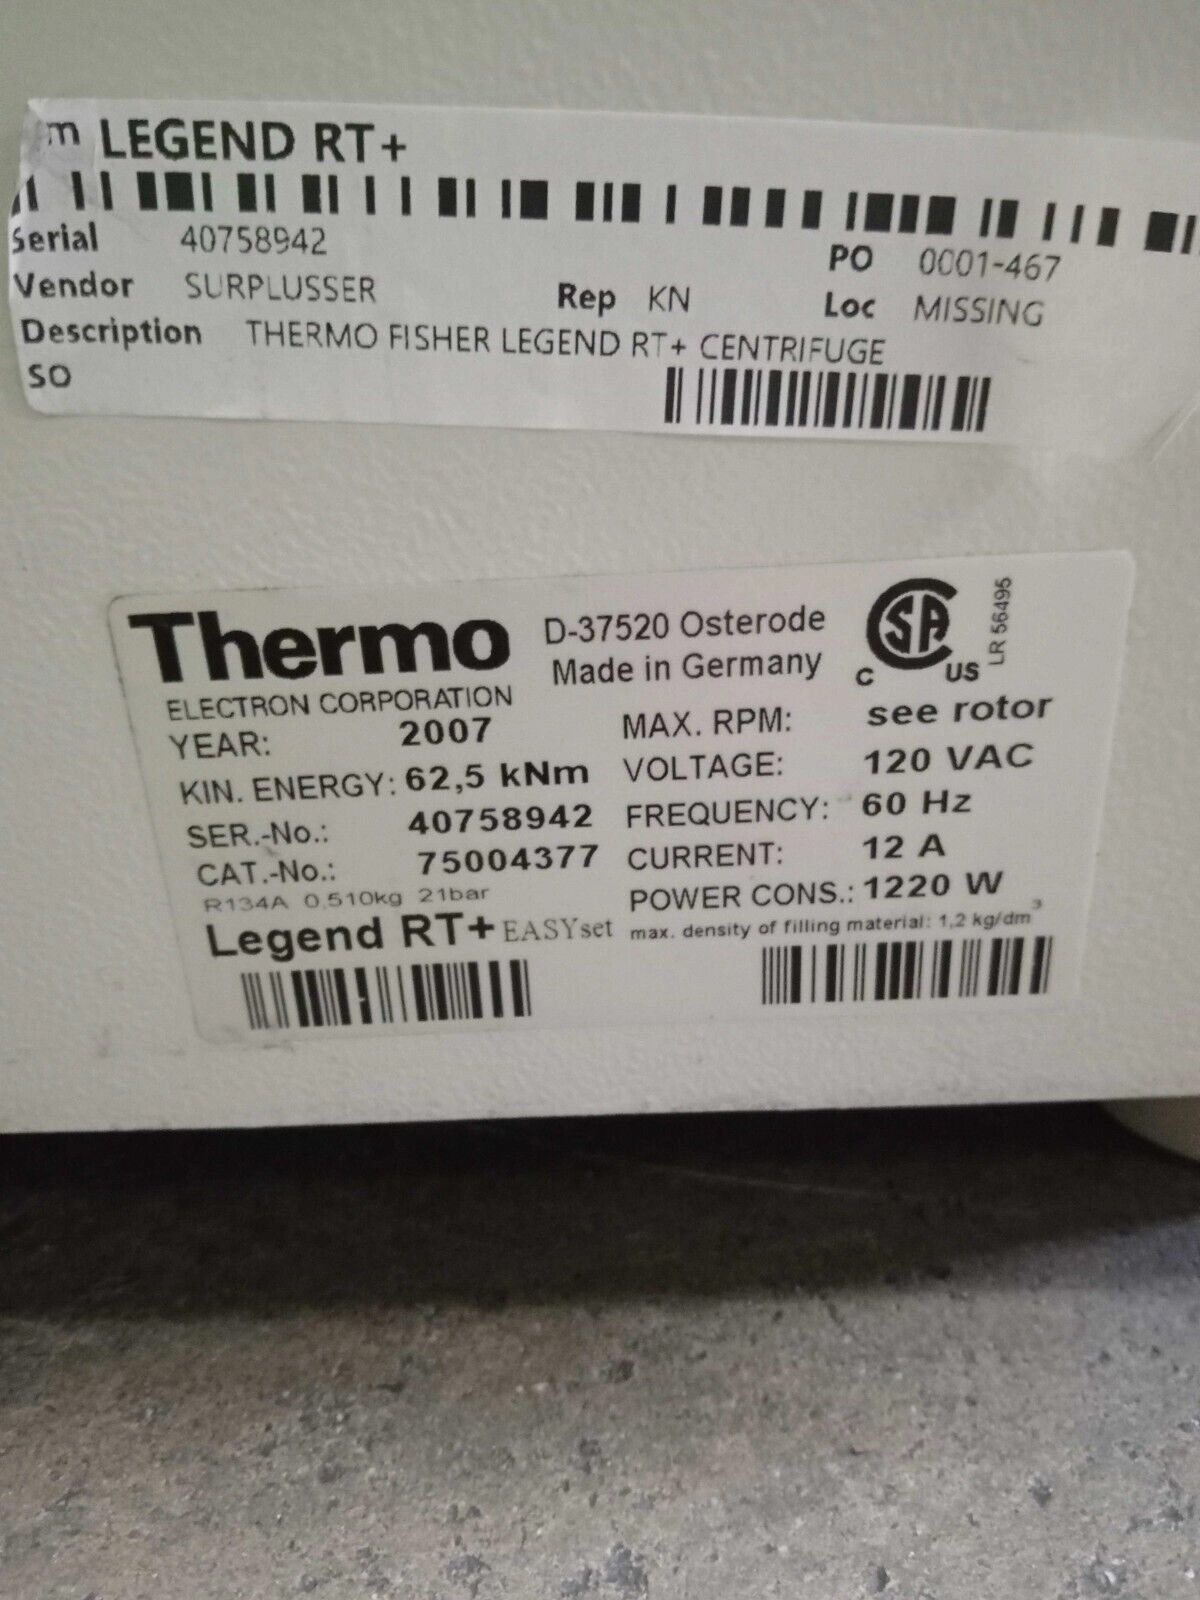 m LEGEND RT+
Serial 40758942 PO 0001-467
Vendor SURPLUSSER Rep KN Loc MISSING
Description THERMO FISHER LEGEND RT+ CENTRIFUGE
SO
Thermo
ELECTRON CORPORATION
D-37520 Osterode
Made in Germany
CSA
C US
LR 56495
YEAR: 2007
KIN. ENERGY: 62,5 kNm
SER.-No.: 40758942
CAT.-No.: 75004377
R134A 0,510kg 21bar
Legend RT+ EASYset
MAX. RPM: see rotor
VOLTAGE: 120 VAC
FREQUENCY: 60 Hz
CURRENT: 12 A
POWER CONS.: 1220 W
max. density of filling material: 1,2 kg/dm³